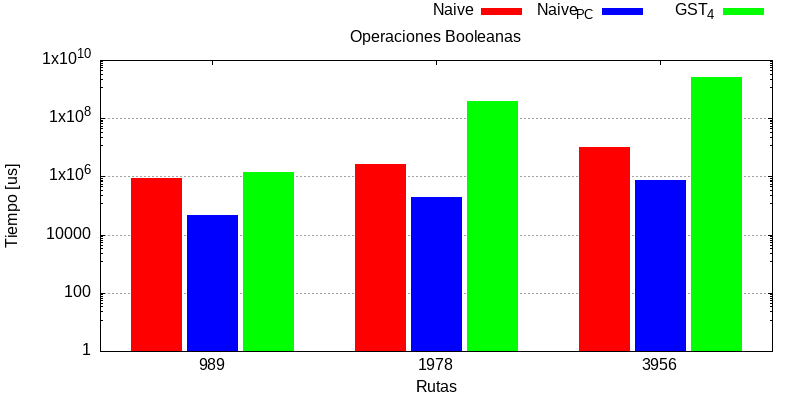 Naive Naive_PC GST_4
Operaciones Booleanas
1x10^10
1x10^8
1x10^6
10000
100
1
Tiempo [us]
989 1978 3956
Rutas